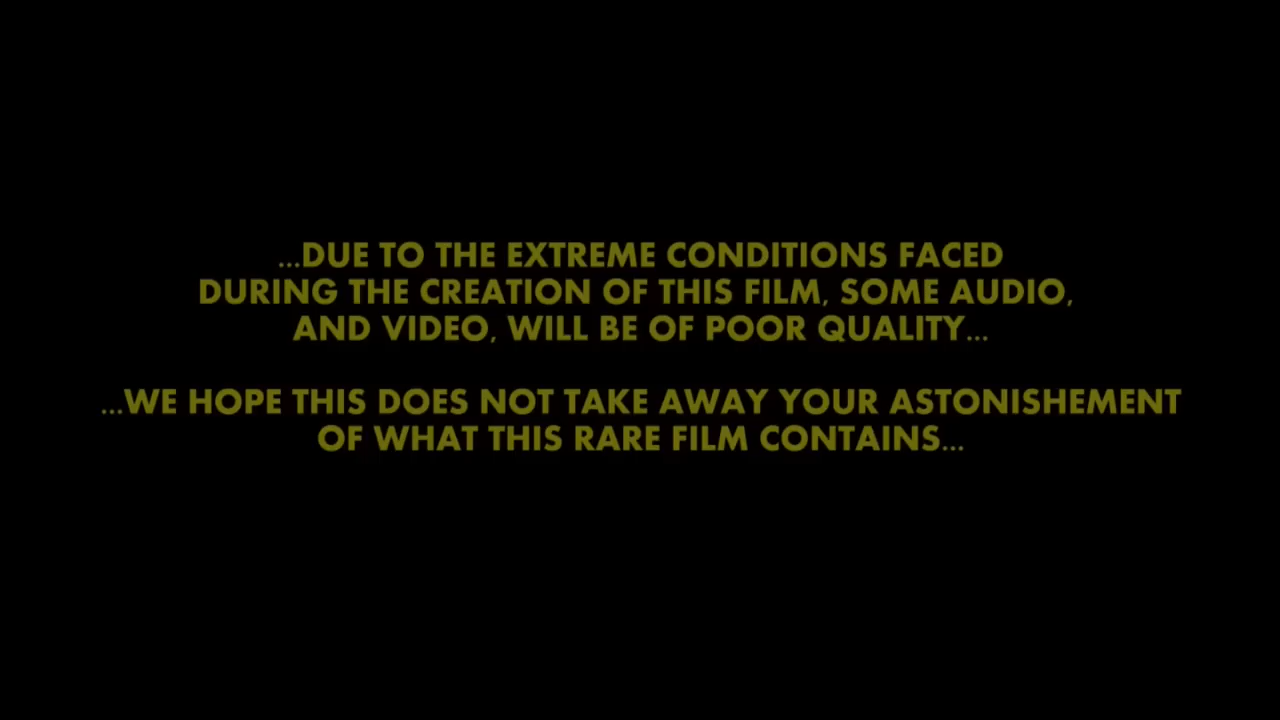 ...DUE TO THE EXTREME CONDITIONS FACED
DURING THE CREATION OF THIS FILM, SOME AUDIO,
AND VIDEO, WILL BE OF POOR QUALITY...
...WE HOPE THIS DOES NOT TAKE AWAY YOUR ASTONISHEMENT
OF WHAT THIS RARE FILM CONTAINS...